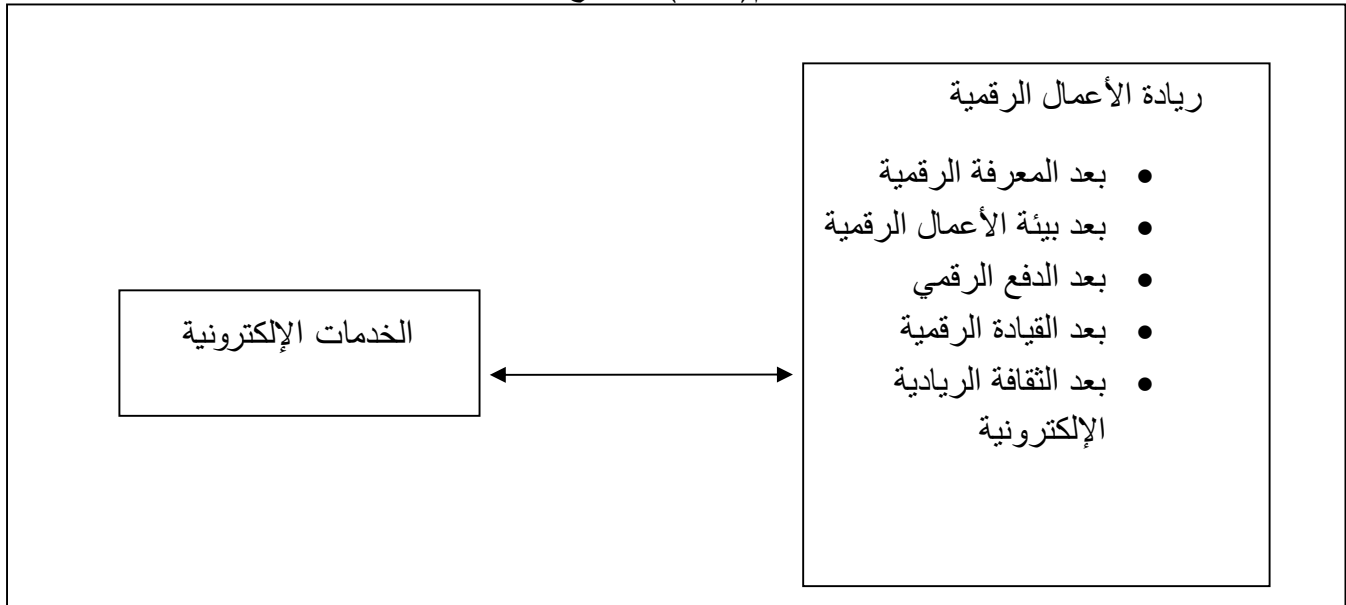 ريادة الأعمال الرقمية
• بعد المعرفة الرقمية
• بعد بيئة الأعمال الرقمية
• بعد الدفع الرقمي
• بعد القيادة الرقمية
• بعد الثقافة الريادية
الإلكترونية
الخدمات الإلكترونية